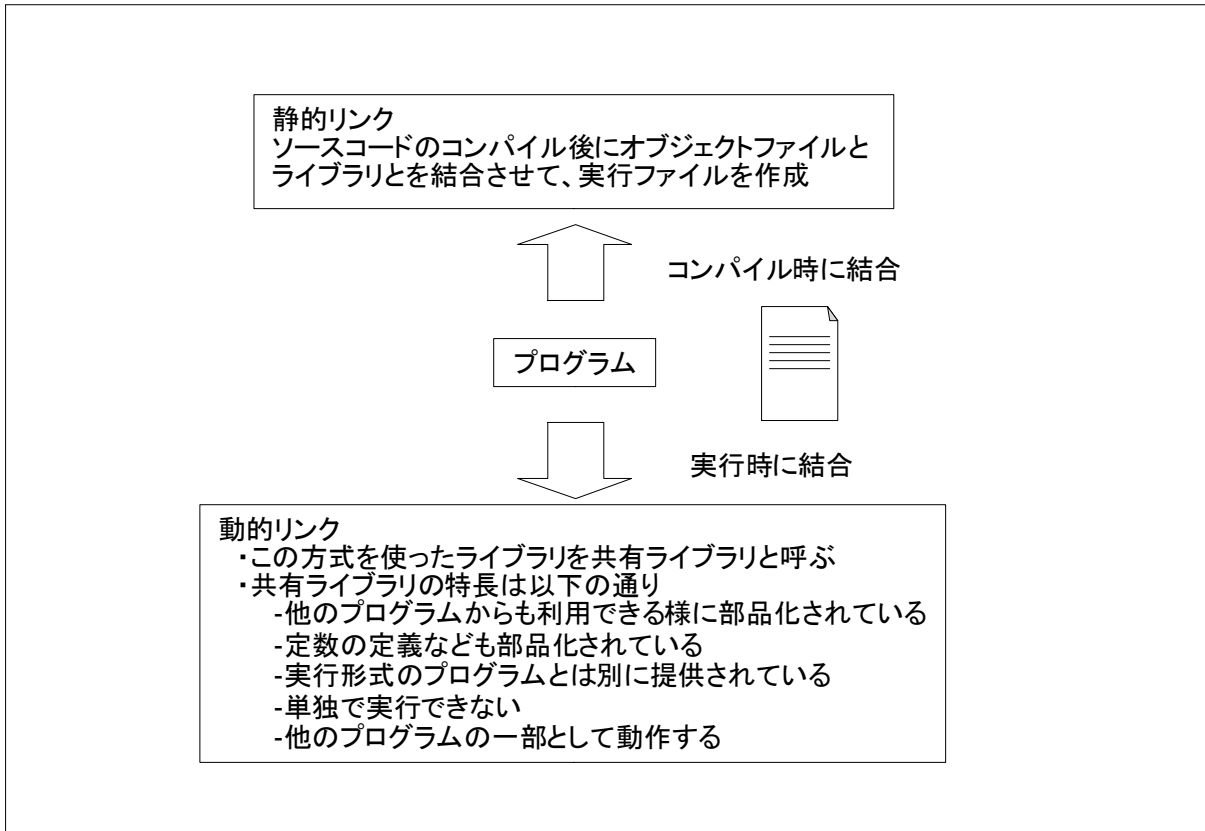 静的リンク
ソースコードのコンパイル後にオブジェクトファイルと
ライブラリとを結合させて、実行ファイルを作成
コンパイル時に結合
プログラム
実行時に結合
動的リンク
・この方式を使ったライブラリを共有ライブラリと呼ぶ
・共有ライブラリの特長は以下の通り
-他のプログラムからも利用できる様に部品化されている
-定数の定義なども部品化されている
-実行形式のプログラムとは別に提供されている
-単独で実行できない
-他のプログラムの一部として動作する